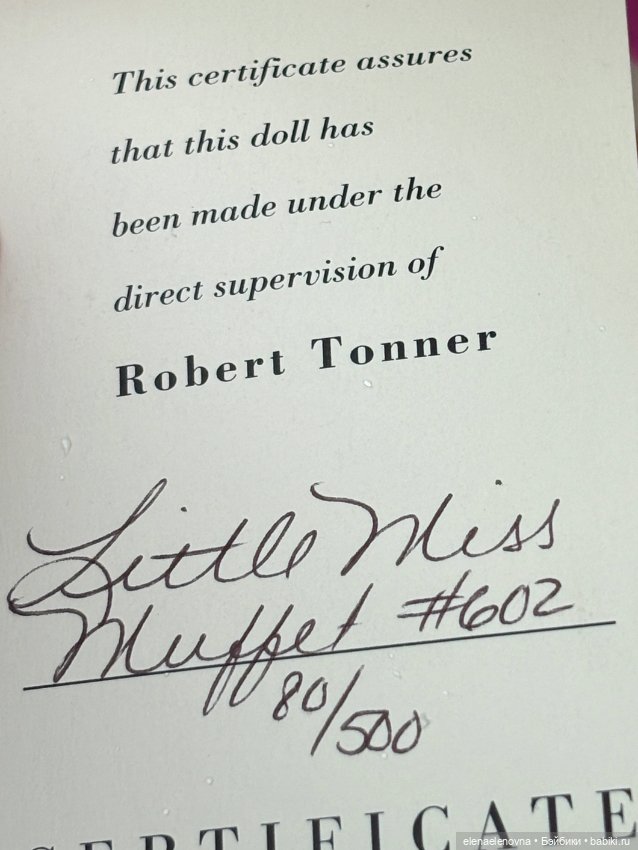 This certificate assures
that this doll has
been made under the
direct supervision of
Robert Tonner
Little Miss
Muffet #602
80/500
CERTIFICATE
elenaelenovna • Бэйбики • babiki.ru